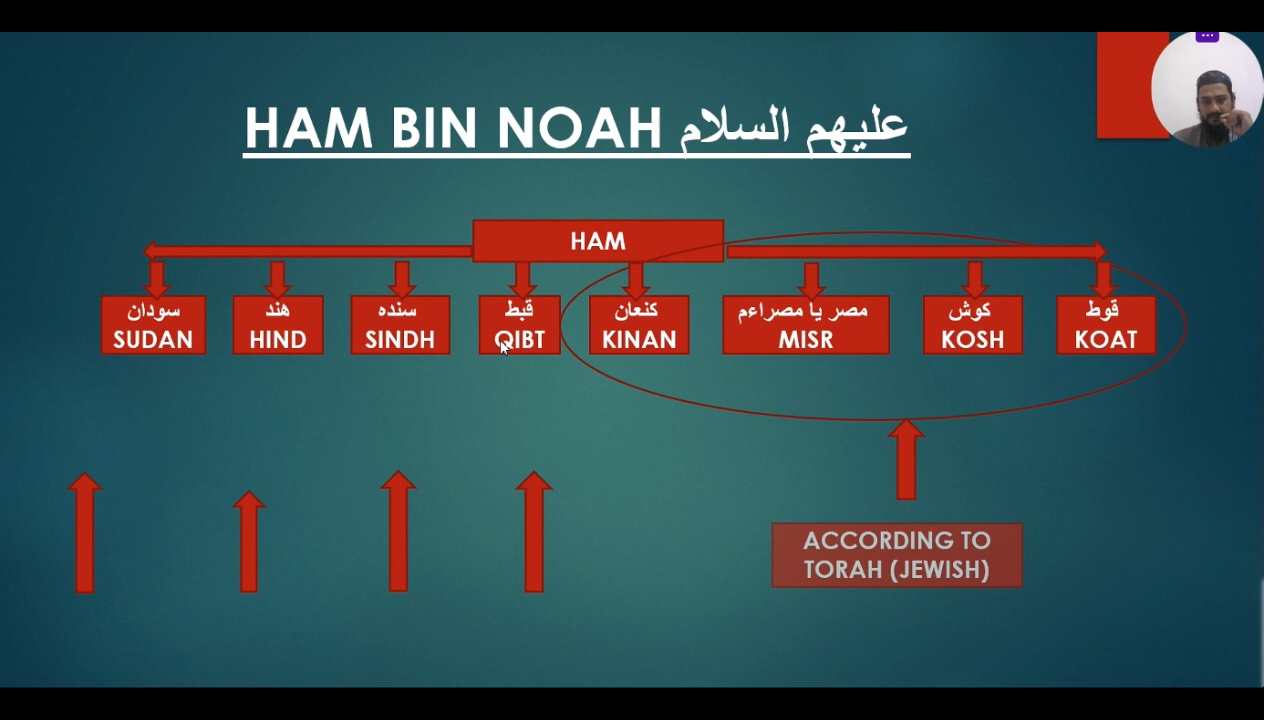 HAM BIN NOAH عليهم السلام
HAM
سودان
SUDAN
هند
HIND
سنده
SINDH
قبط
QIBT
كنعان
KINAN
مصر يا مصراءم
MISR
كوش
KOSH
قوط
KOAT
ACCORDING TO
TORAH (JEWISH)